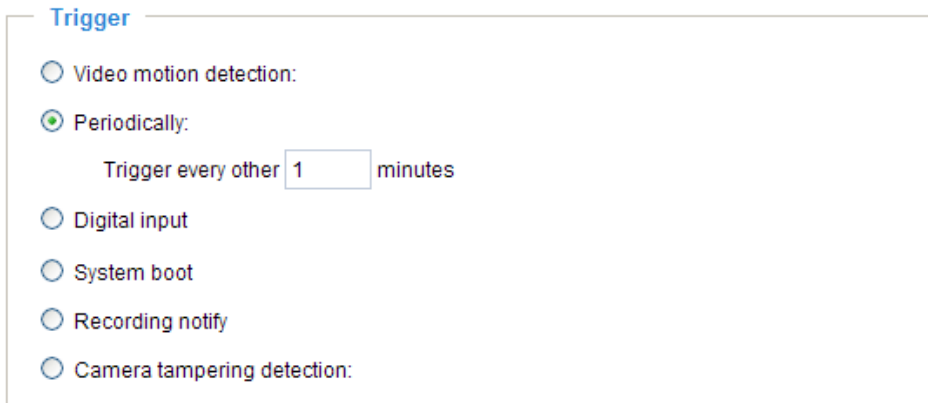 Trigger
Video motion detection:
Periodically:
Trigger every other 1 minutes
Digital input
System boot
Recording notify
Camera tampering detection: